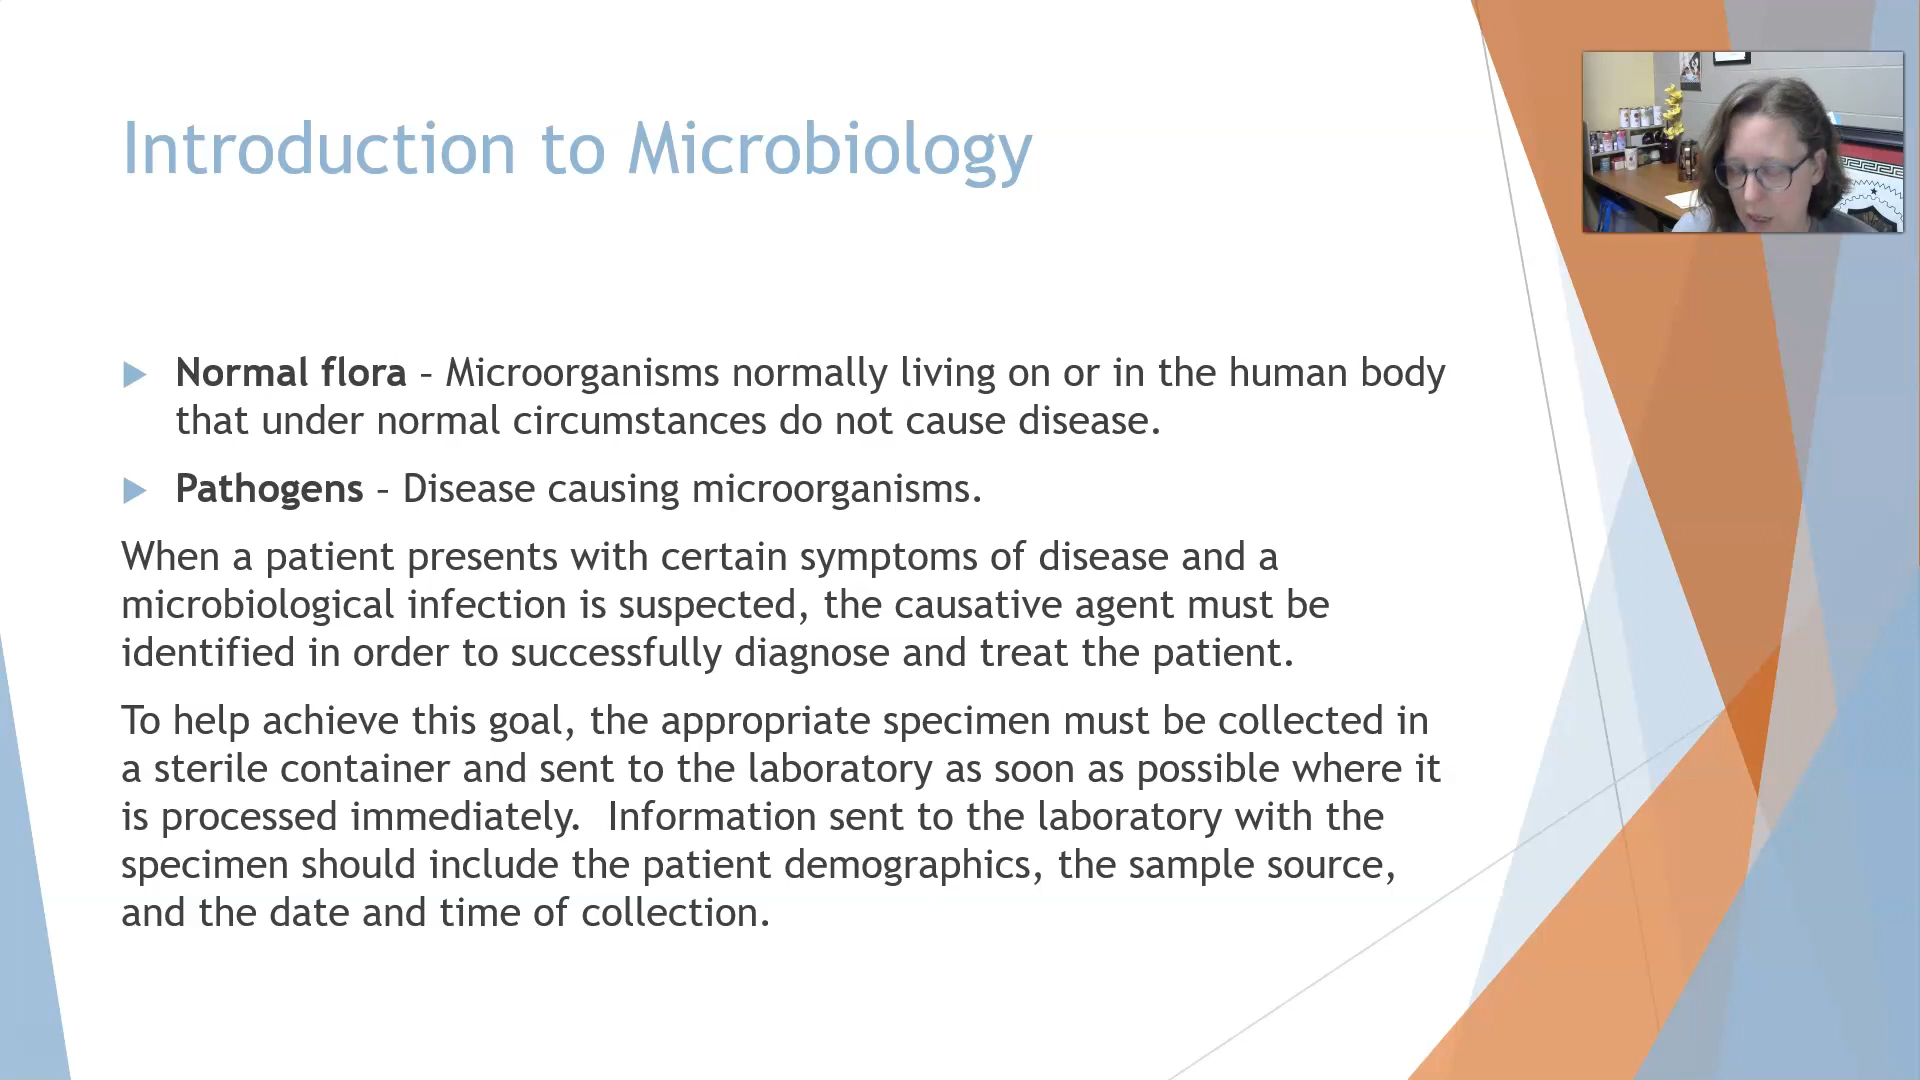 Introduction to Microbiology
Normal flora – Microorganisms normally living on or in the human body
that under normal circumstances do not cause disease.
Pathogens – Disease causing microorganisms.
When a patient presents with certain symptoms of disease and a
microbiological infection is suspected, the causative agent must be
identified in order to successfully diagnose and treat the patient.
To help achieve this goal, the appropriate specimen must be collected in
a sterile container and sent to the laboratory as soon as possible where it
is processed immediately.  Information sent to the laboratory with the
specimen should include the patient demographics, the sample source,
and the date and time of collection.